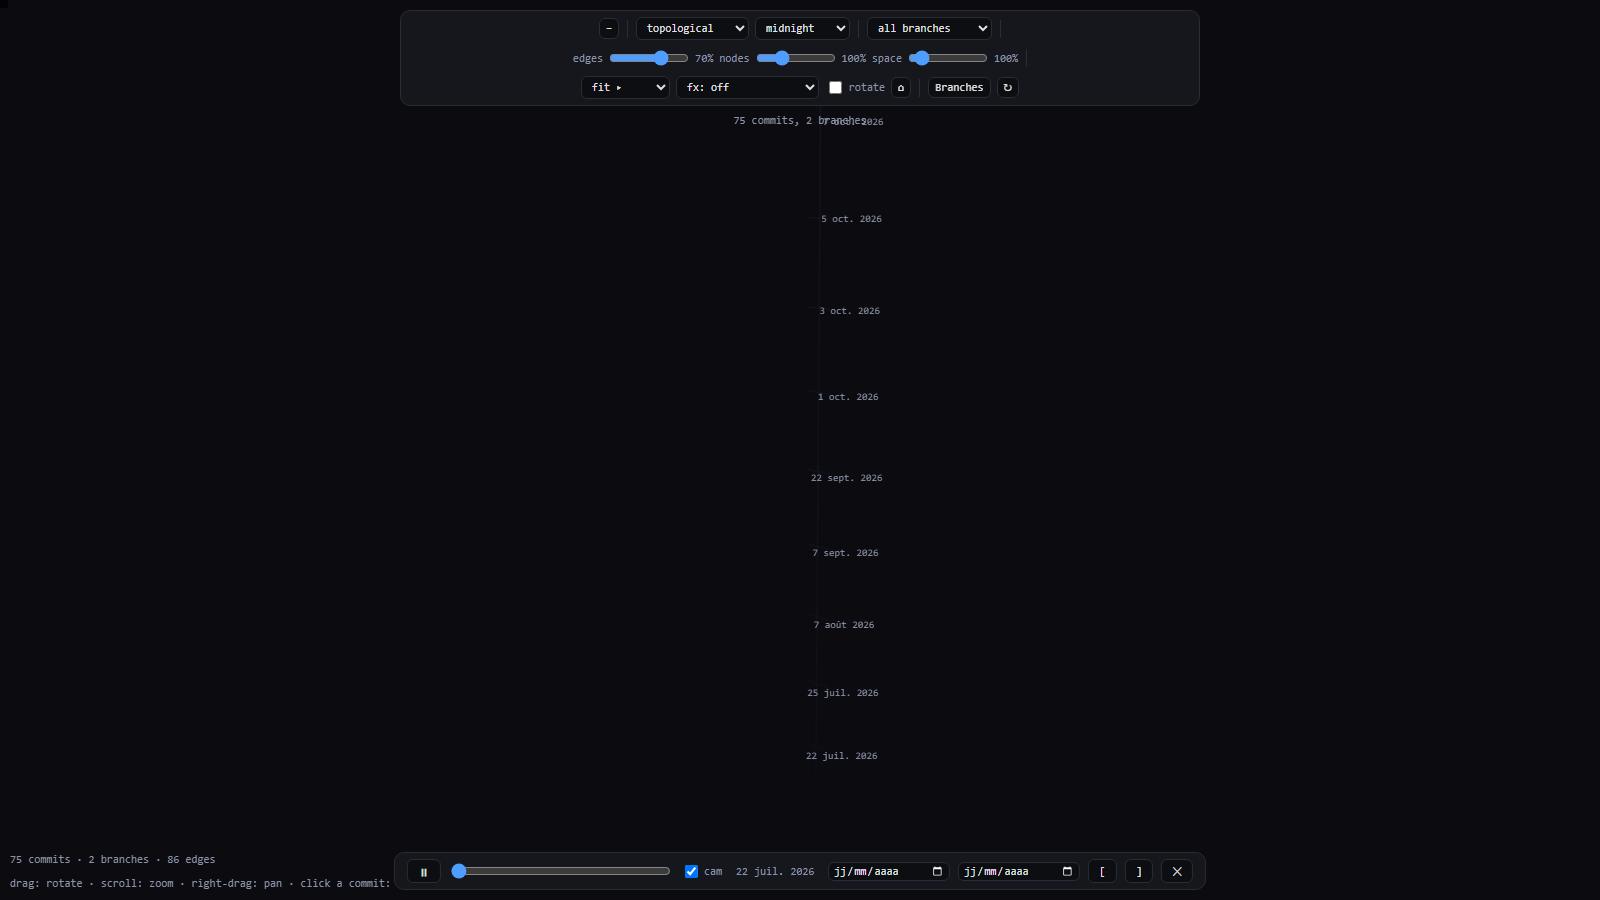 − topological midnight all branches
edges 70% nodes 100% space 100%
fit ▸ fx: off rotate ⌂ Branches ↻
75 commits, 2 branches
7 oct. 2026
5 oct. 2026
3 oct. 2026
1 oct. 2026
22 sept. 2026
7 sept. 2026
7 août 2026
25 juil. 2026
22 juil. 2026
75 commits · 2 branches · 86 edges
drag: rotate · scroll: zoom · right-drag: pan · click a commit:
cam 22 juil. 2026 jj/mm/aaaa jj/mm/aaaa [ ] ×